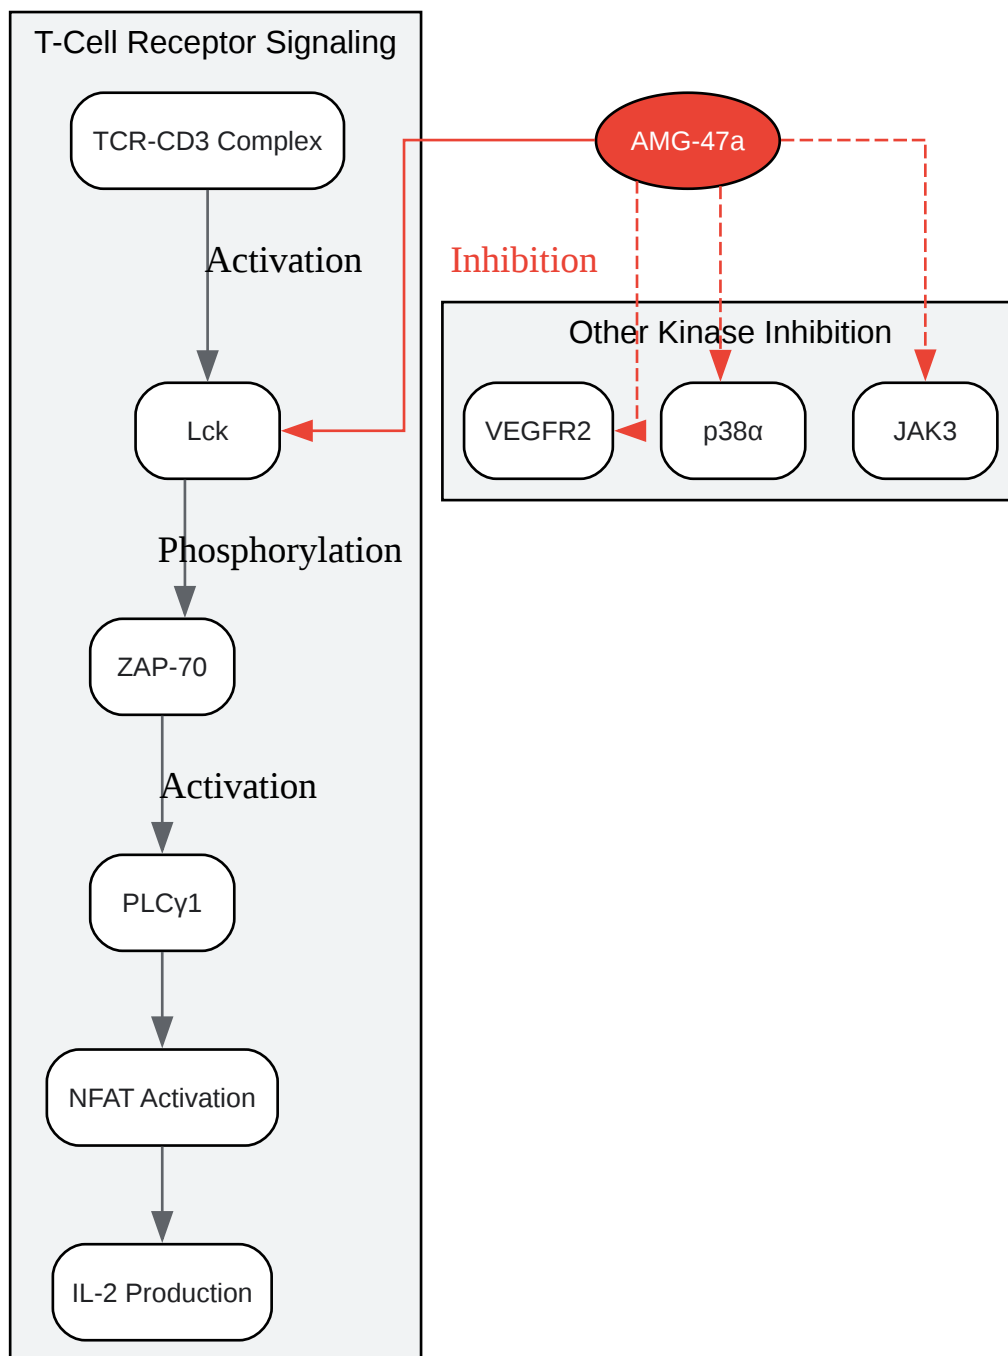 T-Cell Receptor Signaling
TCR-CD3 Complex
AMG-47a
Activation
Inhibition
Other Kinase Inhibition
Lck
VEGFR2
p38α
JAK3
Phosphorylation
ZAP-70
Activation
PLCγ1
NFAT Activation
IL-2 Production